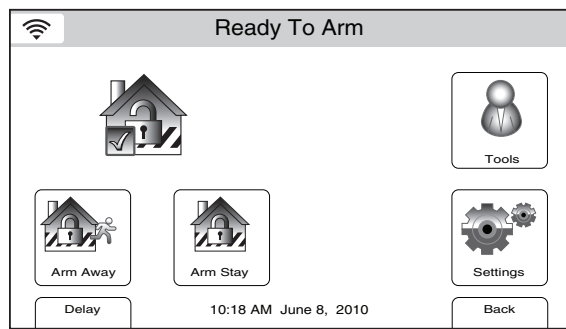 Ready To Arm
Tools
Arm Away
Arm Stay
Settings
Delay
10:18 AM June 8, 2010
Back